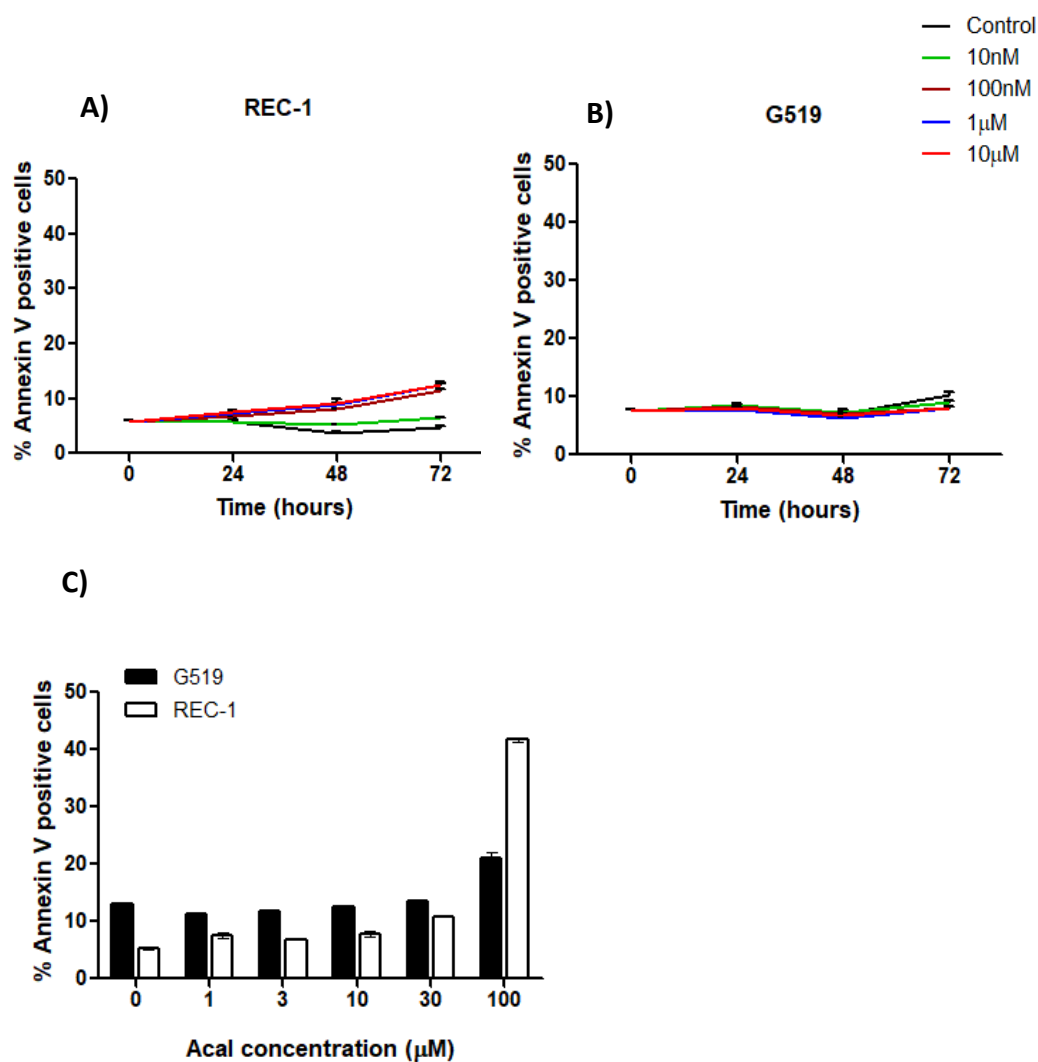 Control
10nM
100nM
1µM
10µM
A)
REC-1
% Annexin V positive cells
50
40
30
20
10
0
0 24 48 72
Time (hours)
B)
G519
% Annexin V positive cells
50
40
30
20
10
0
0 24 48 72
Time (hours)
C)
G519
REC-1
% Annexin V positive cells
50
40
30
20
10
0
0 1 3 10 30 100
Acal concentration (µM)